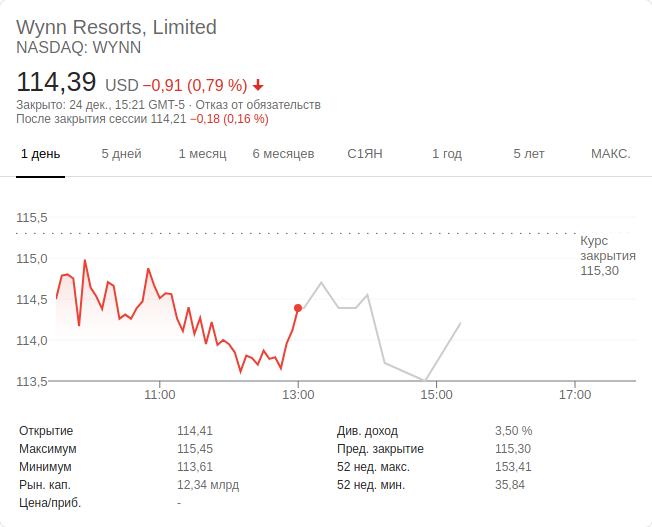 Wynn Resorts, Limited
NASDAQ: WYNN
114,39 USD −0,91 (0,79 %)
Закрыто: 24 дек., 15:21 GMT-5 · Отказ от обязательств
После закрытия сессии 114,21 −0,18 (0,16 %)
1 день 5 дней 1 месяц 6 месяцев С1ЯН 1 год 5 лет МАКС.
115,5
Курс
закрытия
115,30
115,0
114,5
114,0
113,5
11:00 13:00 15:00 17:00
Открытие 114,41 Див. доход 3,50 %
Максимум 115,45 Пред. закрытие 115,30
Минимум 113,61 52 нед. макс. 153,41
Рын. кап. 12,34 млрд 52 нед. мин. 35,84
Цена/приб. -